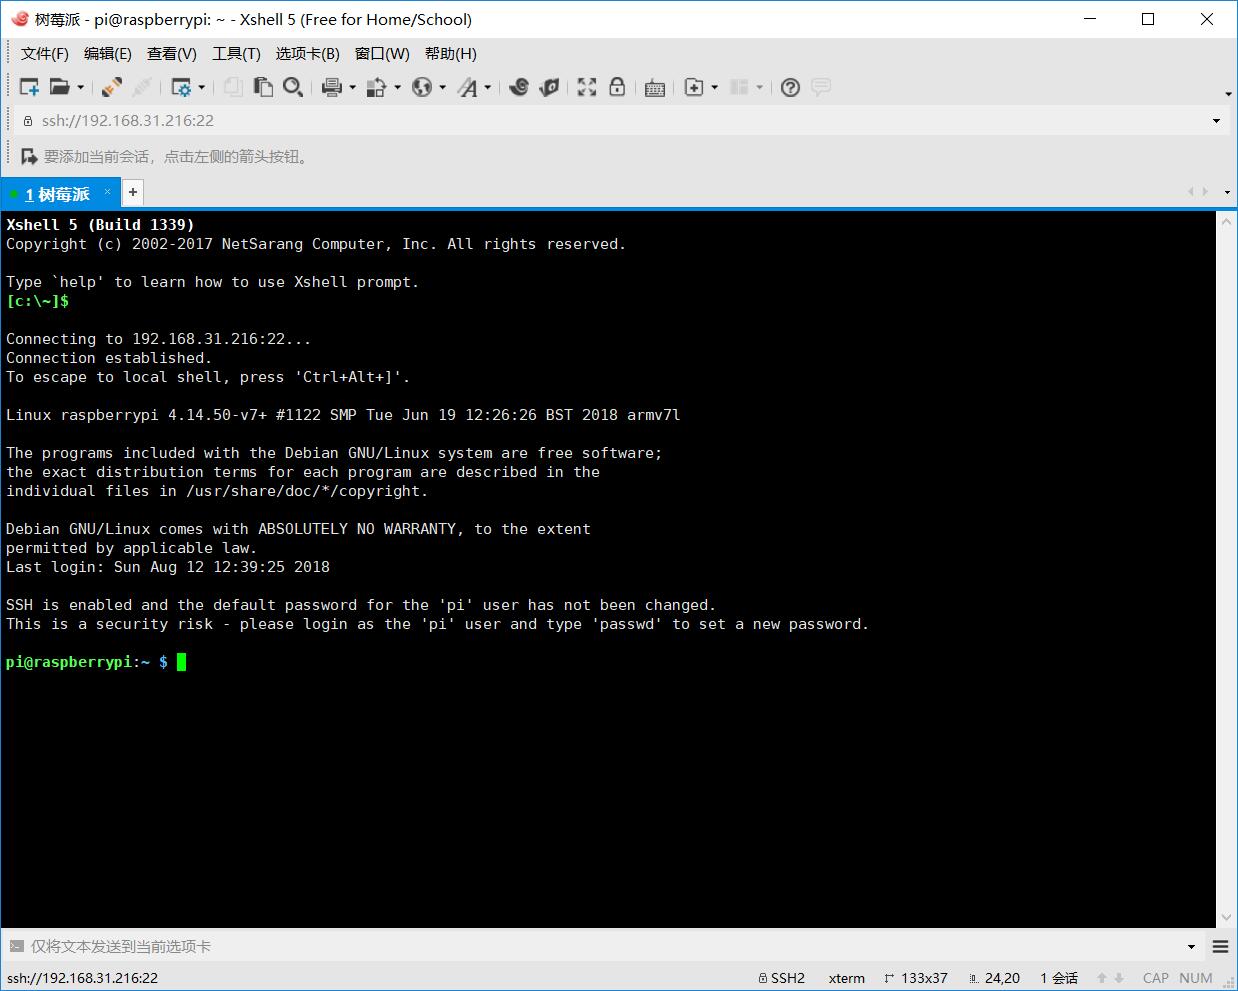 树莓派 - pi@raspberrypi: ~ - Xshell 5 (Free for Home/School)
文件(F) 编辑(E) 查看(V) 工具(T) 选项卡(B) 窗口(W) 帮助(H)
ssh://192.168.31.216:22
要添加当前会话，点击左侧的箭头按钮。
1 树莓派 × +
Xshell 5 (Build 1339)
Copyright (c) 2002-2017 NetSarang Computer, Inc. All rights reserved.
Type `help' to learn how to use Xshell prompt.
[c:\~]$
Connecting to 192.168.31.216:22...
Connection established.
To escape to local shell, press 'Ctrl+Alt+]'.
Linux raspberrypi 4.14.50-v7+ #1122 SMP Tue Jun 19 12:26:26 BST 2018 armv7l
The programs included with the Debian GNU/Linux system are free software;
the exact distribution terms for each program are described in the
individual files in /usr/share/doc/*/copyright.
Debian GNU/Linux comes with ABSOLUTELY NO WARRANTY, to the extent
permitted by applicable law.
Last login: Sun Aug 12 12:39:25 2018
SSH is enabled and the default password for the 'pi' user has not been changed.
This is a security risk - please login as the 'pi' user and type 'passwd' to set a new password.
pi@raspberrypi:~ $
仅将文本发送到当前选项卡
ssh://192.168.31.216:22 SSH2 xterm 133x37 24,20 1 会话 CAP NUM